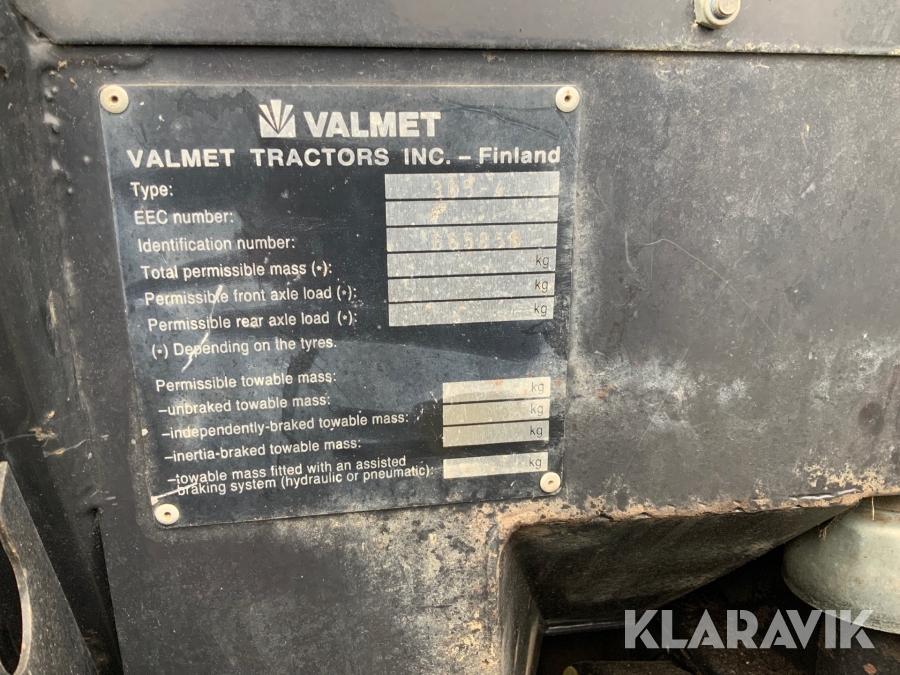 VALMET
VALMET TRACTORS INC. – Finland
Type: 365-4
EEC number:
Identification number:
Total permissible mass (*): kg
Permissible front axle load (*): kg
Permissible rear axle load (*): kg
(*) Depending on the tyres.
Permissible towable mass:
–unbraked towable mass: kg
–independently-braked towable mass: kg
–inertia-braked towable mass: kg
–towable mass fitted with an assisted
braking system (hydraulic or pneumatic): kg
KLARAVIK